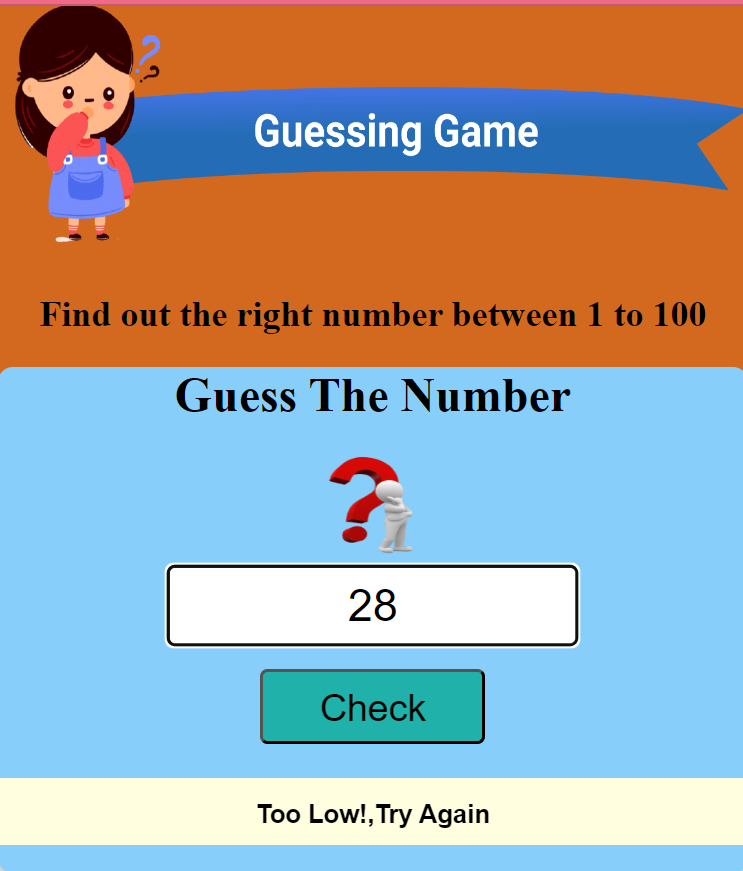 Guessing Game
Find out the right number between 1 to 100
Guess The Number
28
Check
Too Low!,Try Again